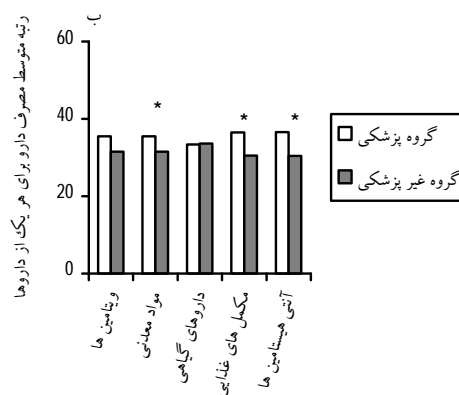 .(
رتبه متوسط مصرف دارو برای هر یک از داروها
60
40
20
0
*
*
*
ویتامین ها
مواد معدنی
داروهای گیاهی
مکمل های غذایی
آنتی هیستامین ها
گروه پزشکی
گروه غیر پزشکی